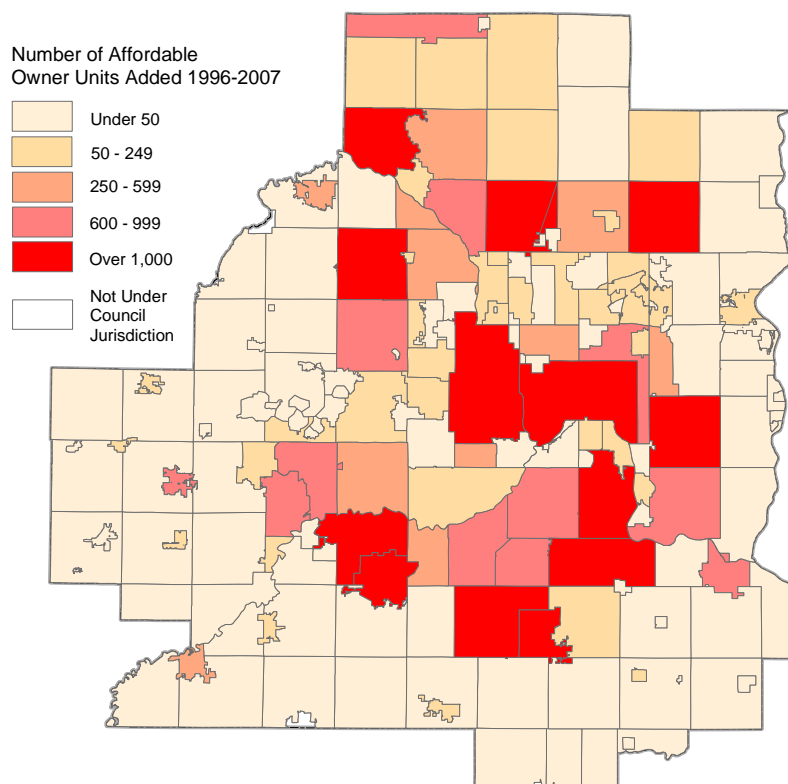 Number of Affordable
Owner Units Added 1996-2007
Under 50
50 - 249
250 - 599
600 - 999
Over 1,000
Not Under
Council
Jurisdiction